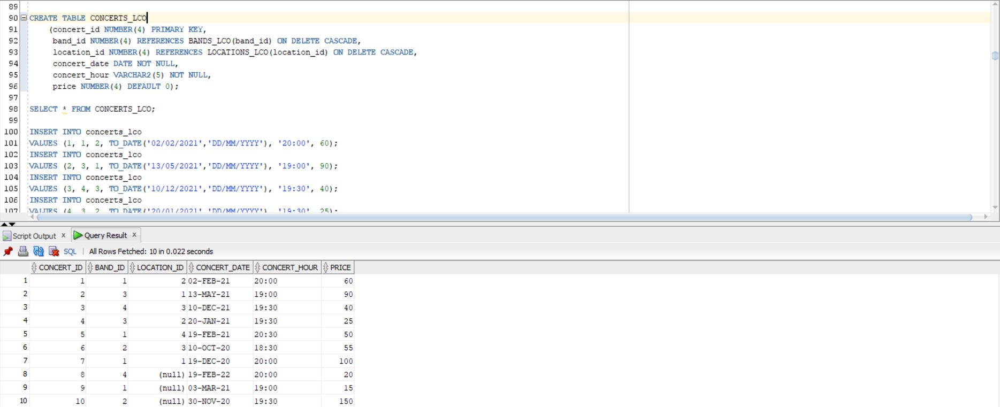 89
90 CREATE TABLE CONCERTS_LCO
91 (concert_id NUMBER(4) PRIMARY KEY,
92 band_id NUMBER(4) REFERENCES BANDS_LCO(band_id) ON DELETE CASCADE,
93 location_id NUMBER(4) REFERENCES LOCATIONS_LCO(location_id) ON DELETE CASCADE,
94 concert_date DATE NOT NULL,
95 concert_hour VARCHAR2(5) NOT NULL,
96 price NUMBER(4) DEFAULT 0);
97
98 SELECT * FROM CONCERTS_LCO;
99
100 INSERT INTO concerts_lco
101 VALUES (1, 1, 2, TO_DATE('02/02/2021','DD/MM/YYYY'), '20:00', 60);
102 INSERT INTO concerts_lco
103 VALUES (2, 3, 1, TO_DATE('13/05/2021','DD/MM/YYYY'), '19:00', 90);
104 INSERT INTO concerts_lco
105 VALUES (3, 4, 3, TO_DATE('10/12/2021','DD/MM/YYYY'), '19:30', 40);
106 INSERT INTO concerts_lco
107 VALUES (4, 3, 2, TO_DATE('20/01/2021','DD/MM/YYYY'), '19:30', 25);
Script Output x Query Result x
SQL | All Rows Fetched: 10 in 0.022 seconds
CONCERT_ID BAND_ID LOCATION_ID CONCERT_DATE CONCERT_HOUR PRICE
1 1 1 2 02-FEB-21 20:00 60
2 2 3 1 13-MAY-21 19:00 90
3 3 4 3 10-DEC-21 19:30 40
4 4 3 2 20-JAN-21 19:30 25
5 5 1 4 19-FEB-21 20:30 50
6 6 2 3 10-OCT-20 18:30 55
7 7 1 1 19-DEC-20 20:00 100
8 8 4 (null) 19-FEB-22 20:00 20
9 9 1 (null) 03-MAR-21 19:00 15
10 10 2 (null) 30-NOV-20 19:30 150